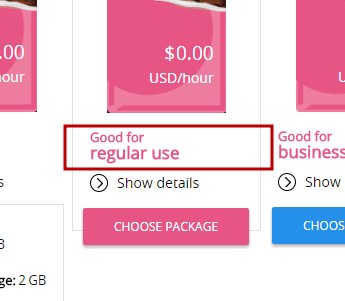 .00
our
$0.00
USD/hour
U
Good for
regular use
Good for
business
s
Show details
Show
CHOOSE PACKAGE
CHOOS
B
ge: 2 GB